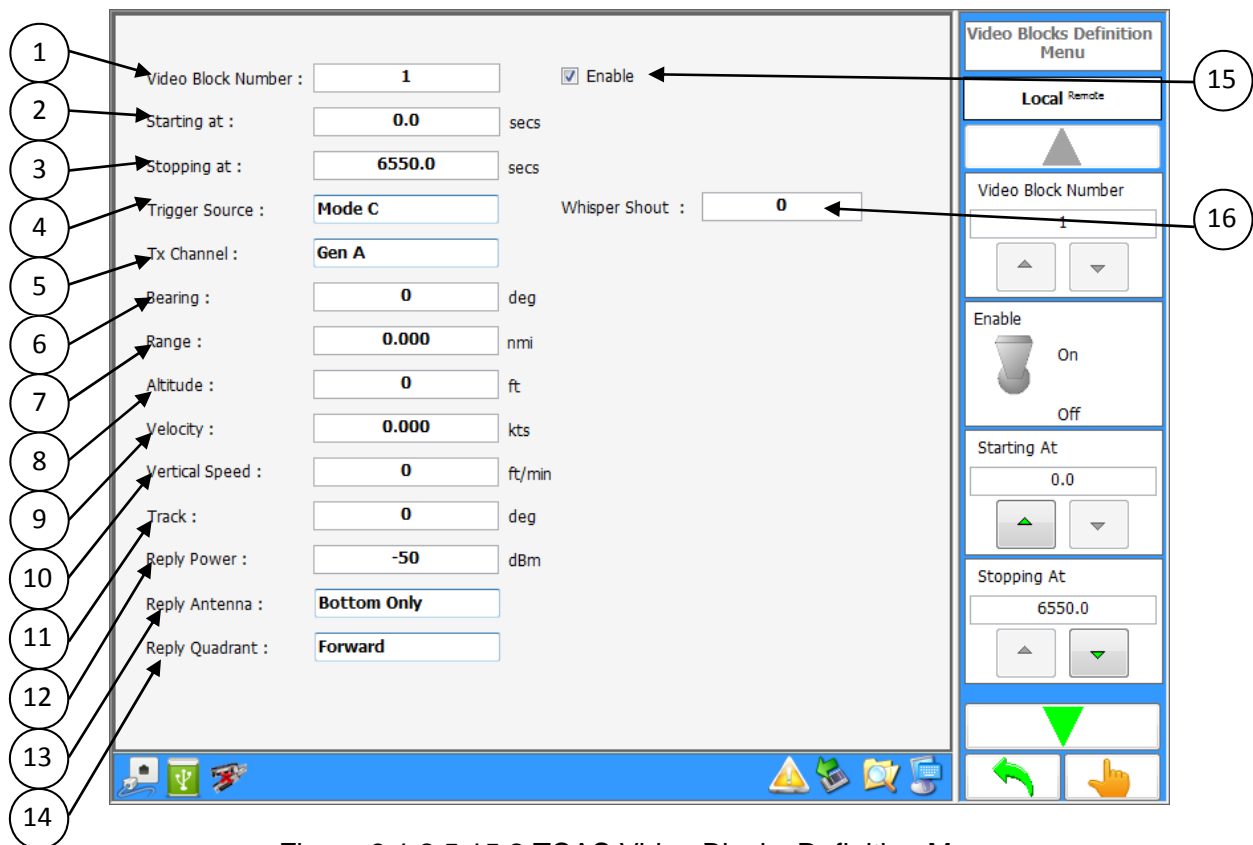 1
2
3
4
5
6
7
8
9
10
11
12
13
14
Video Block Number : 1 Enable
Starting at : 0.0 secs
Stopping at : 6550.0 secs
Trigger Source : Mode C Whisper Shout : 0
Tx Channel : Gen A
Bearing : 0 deg
Range : 0.000 nmi
Altitude : 0 ft
Velocity : 0.000 kts
Vertical Speed : 0 ft/min
Track : 0 deg
Reply Power : -50 dBm
Reply Antenna : Bottom Only
Reply Quadrant : Forward
Video Blocks Definition
Menu
Local Remote
Video Block Number
1
Enable
On
Off
Starting At
0.0
Stopping At
6550.0
15
16